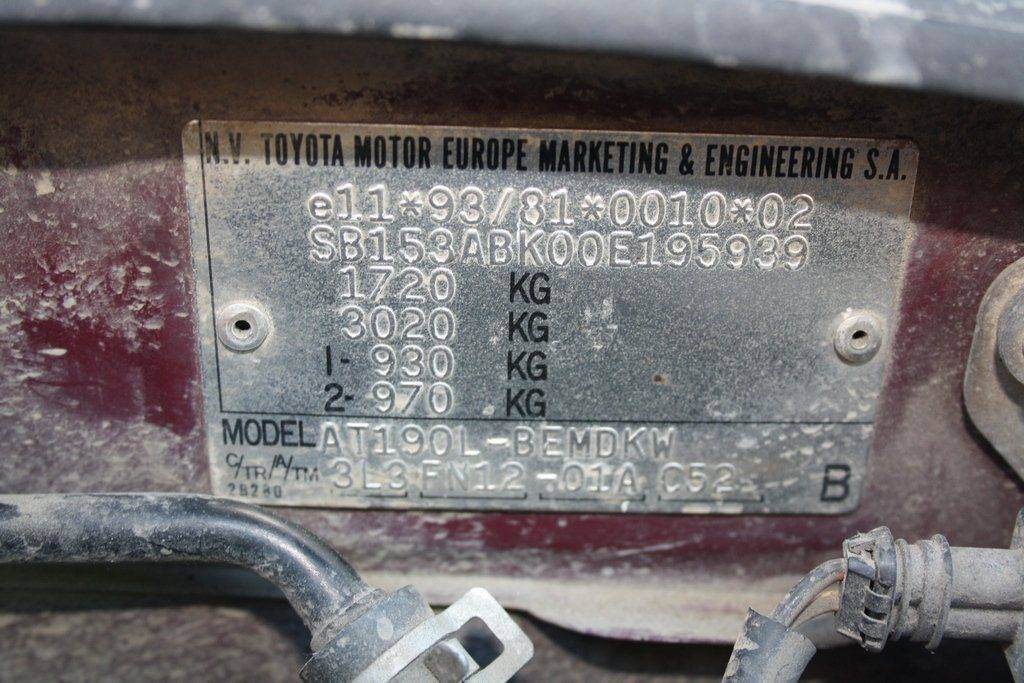 N.V. TOYOTA MOTOR EUROPE MARKETING & ENGINEERING S.A.
e11*93/81*0010*02
SB153ABK00E195939
1720 KG
3020 KG
1- 930 KG
2- 970 KG
MODEL AT190L-BEMDKW
C/TR/A/TM 3L3 FN12 -01A C52 B
2B280